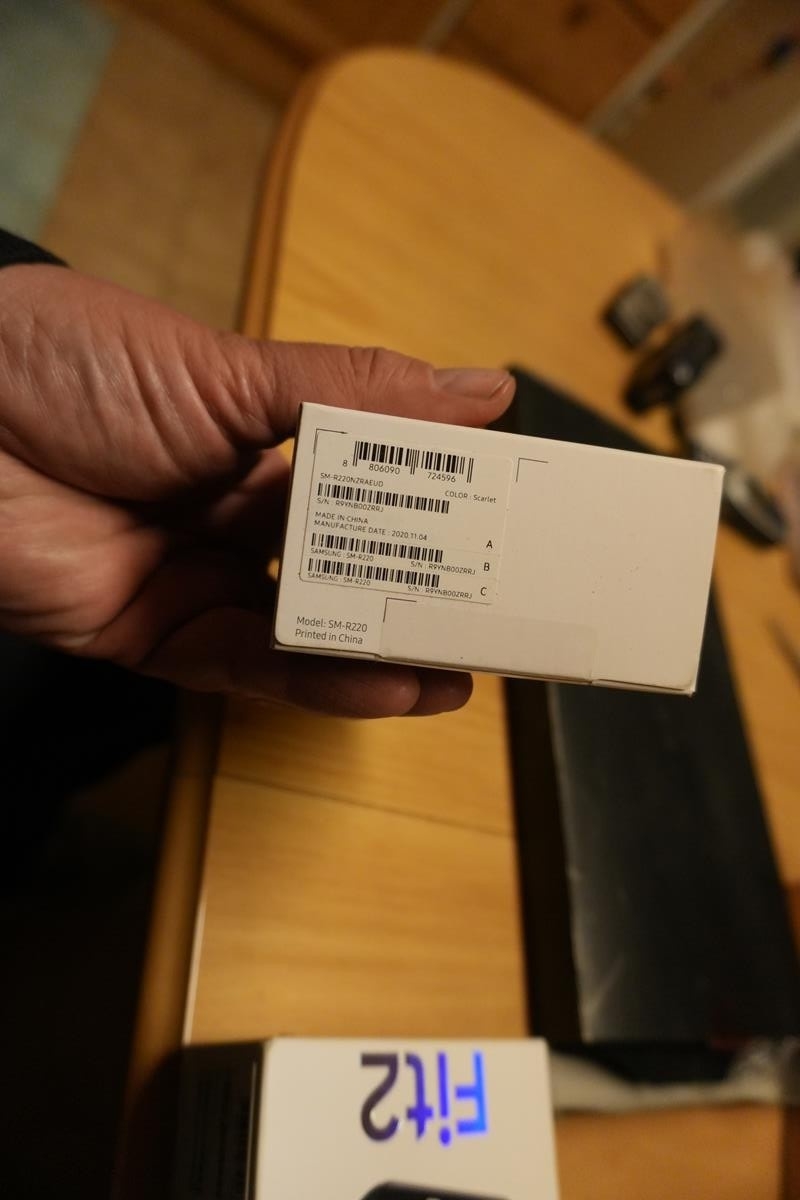 8 806090 724596
SM-R220NZRAEUD
COLOR : Scarlet
S/N : R9YNB00ZRRJ
MADE IN CHINA
MANUFACTURE DATE : 2020.11.04
A
SAMSUNG : SM-R220 S/N : R9YNB00ZRRJ B
SAMSUNG : SM-R220 S/N : R9YNB00ZRRJ C
Model: SM-R220
Printed in China
Fit2